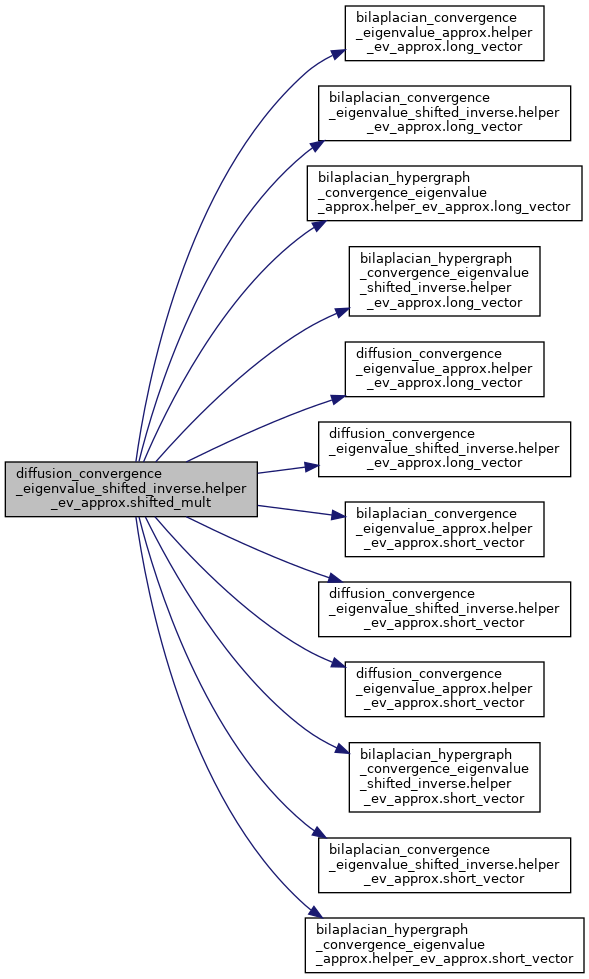 bilaplacian_convergence
_eigenvalue_approx.helper
_ev_approx.long_vector
bilaplacian_convergence
_eigenvalue_shifted_inverse.helper
_ev_approx.long_vector
bilaplacian_hypergraph
_convergence_eigenvalue
_approx.helper_ev_approx.long_vector
bilaplacian_hypergraph
_convergence_eigenvalue
_shifted_inverse.helper
_ev_approx.long_vector
diffusion_convergence
_eigenvalue_approx.helper
_ev_approx.long_vector
diffusion_convergence
_eigenvalue_shifted_inverse.helper
_ev_approx.long_vector
diffusion_convergence
_eigenvalue_shifted_inverse.helper
_ev_approx.shifted_mult
bilaplacian_convergence
_eigenvalue_approx.helper
_ev_approx.short_vector
diffusion_convergence
_eigenvalue_shifted_inverse.helper
_ev_approx.short_vector
diffusion_convergence
_eigenvalue_approx.helper
_ev_approx.short_vector
bilaplacian_hypergraph
_convergence_eigenvalue
_shifted_inverse.helper
_ev_approx.short_vector
bilaplacian_convergence
_eigenvalue_shifted_inverse.helper
_ev_approx.short_vector
bilaplacian_hypergraph
_convergence_eigenvalue
_approx.helper_ev_approx.short_vector